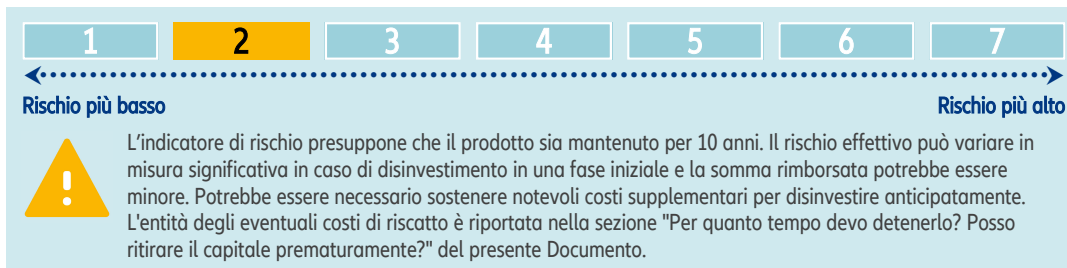 1 2 3 4 5 6 7
Rischio più basso Rischio più alto
L'indicatore di rischio presuppone che il prodotto sia mantenuto per 10 anni. Il rischio effettivo può variare in
misura significativa in caso di disinvestimento in una fase iniziale e la somma rimborsata potrebbe essere
minore. Potrebbe essere necessario sostenere notevoli costi supplementari per disinvestire anticipatamente.
L'entità degli eventuali costi di riscatto è riportata nella sezione "Per quanto tempo devo detenerlo? Posso
ritirare il capitale prematuramente?" del presente Documento.